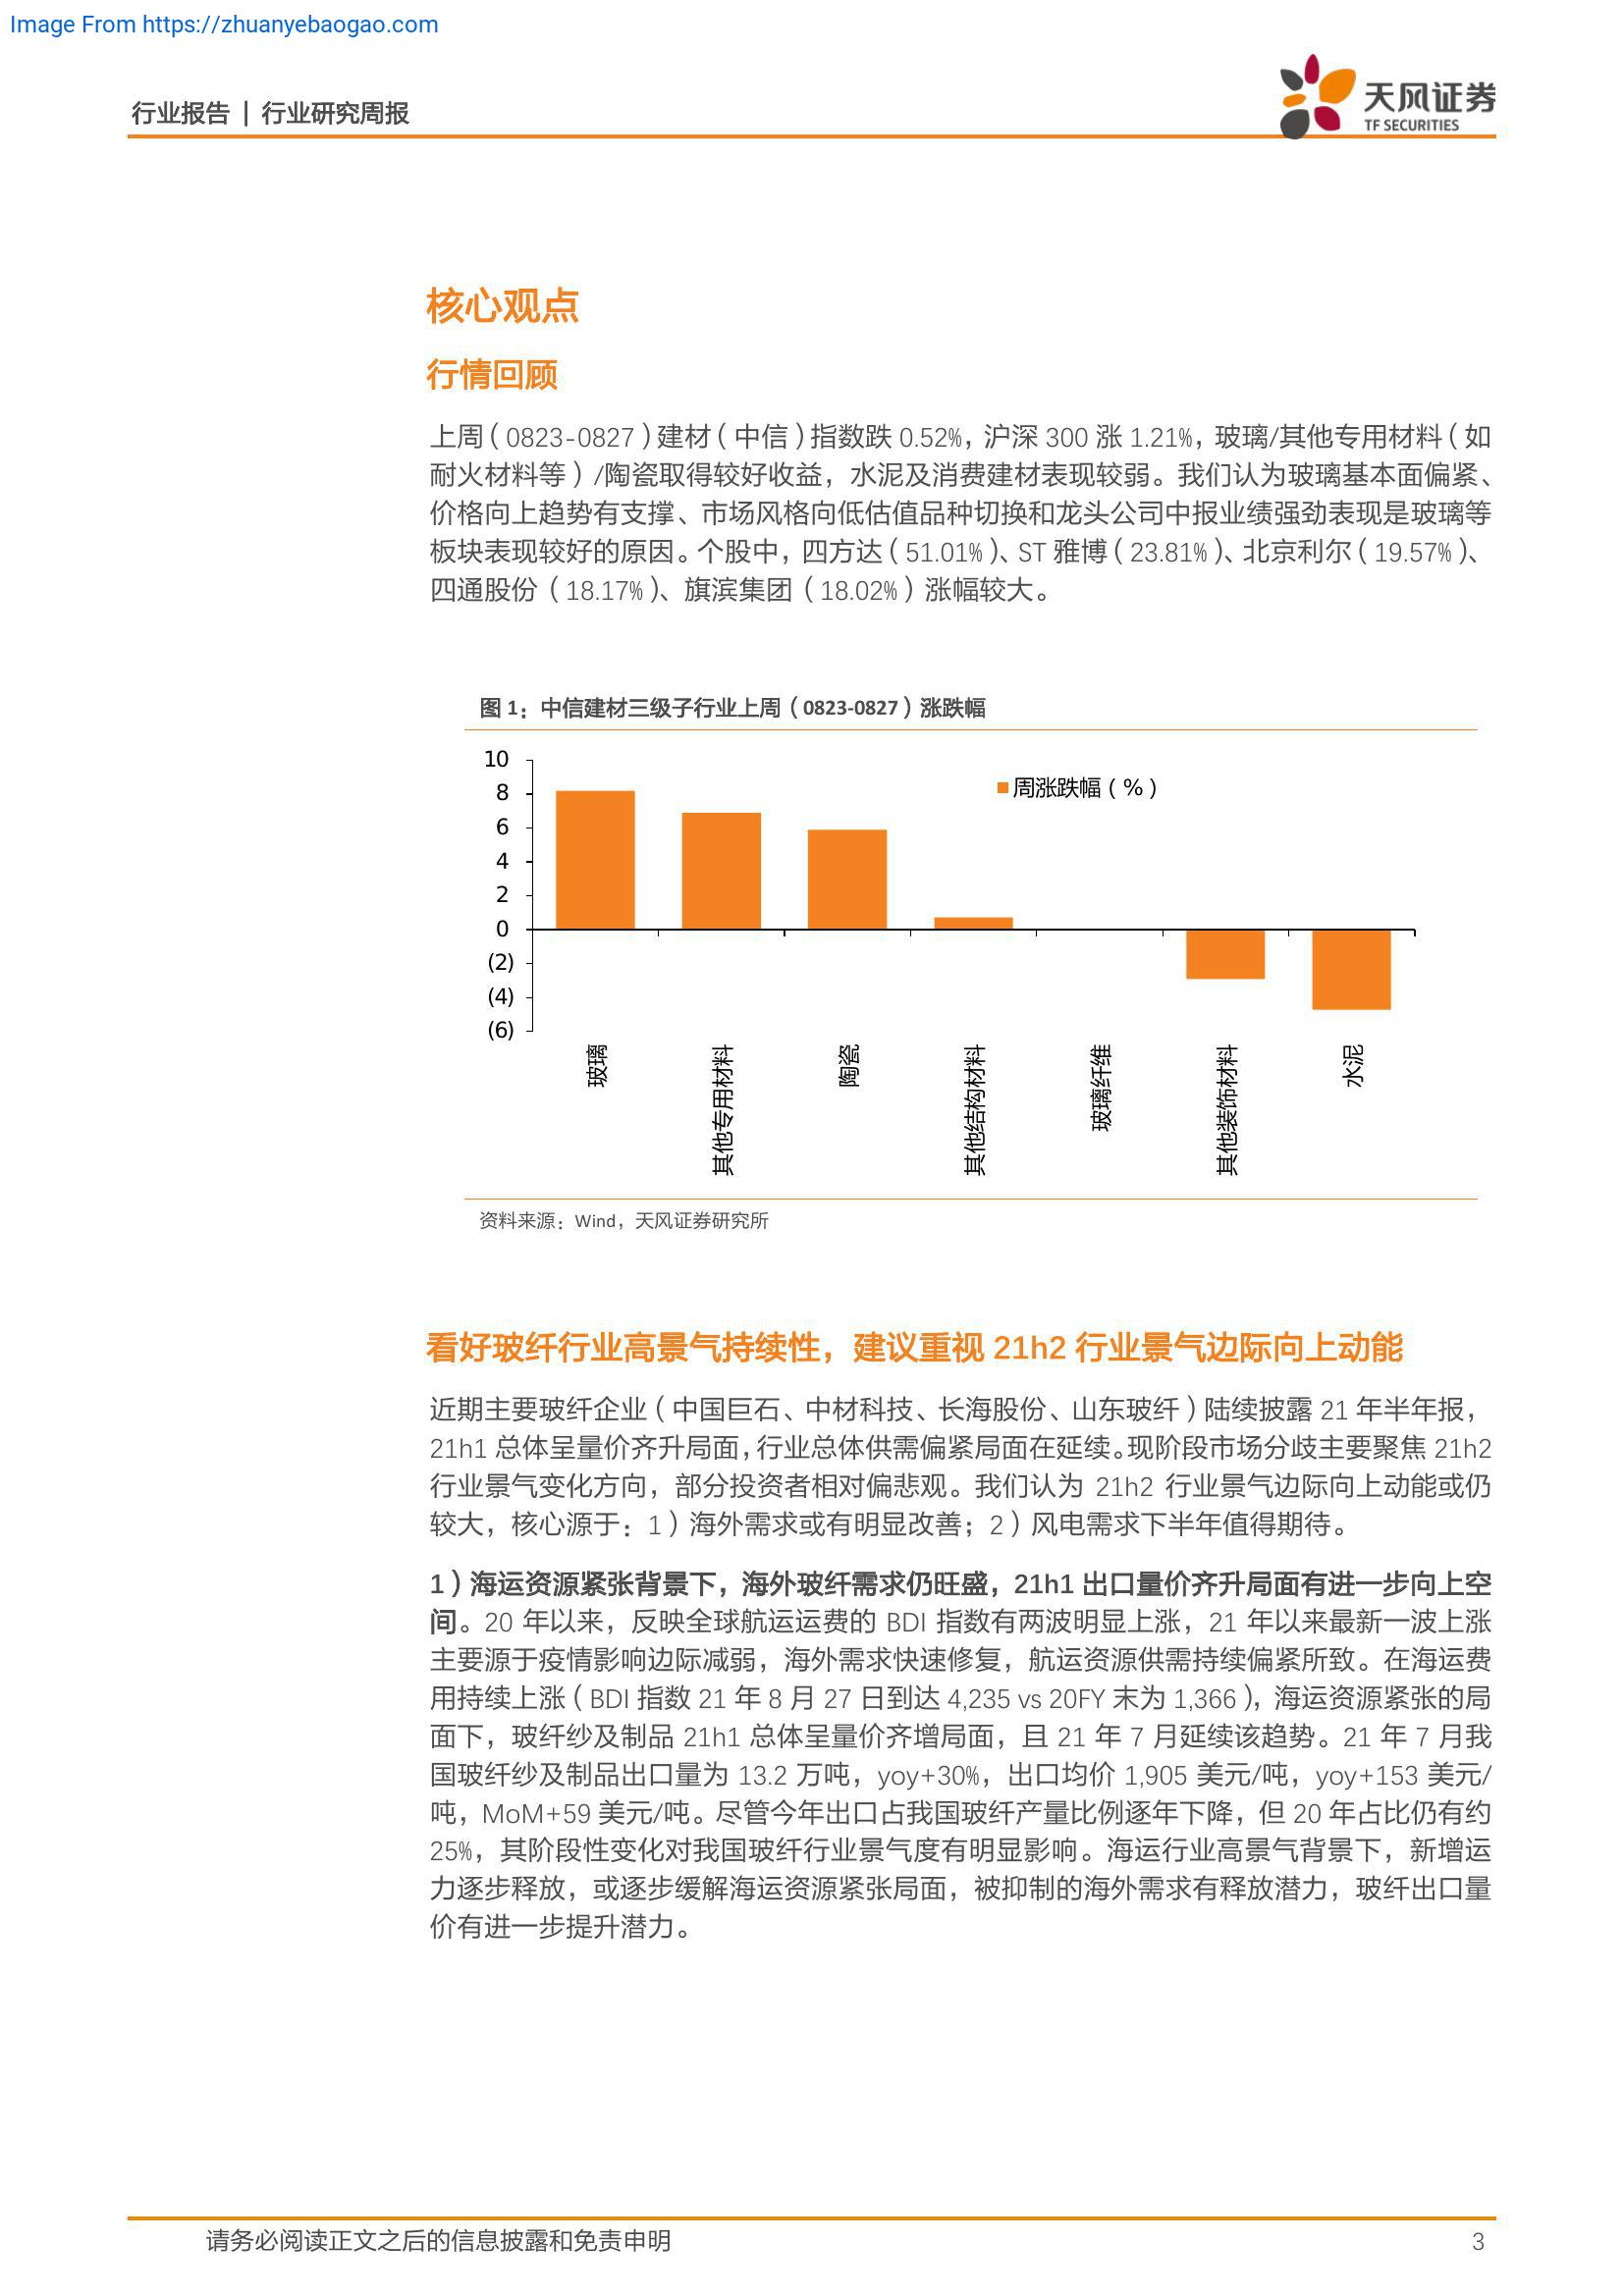 Image From https://zhuanyebaogao.com
行业报告 | 行业研究周报
天风证券
TF SECURITIES
核心观点
行情回顾
上周（0823-0827）建材（中信）指数跌 0.52%，沪深 300 涨 1.21%，玻璃/其他专用材料（如
耐火材料等）/陶瓷取得较好收益，水泥及消费建材表现较弱。我们认为玻璃基本面偏紧、
价格向上趋势有支撑、市场风格向低估值品种切换和龙头公司中报业绩强劲表现是玻璃等
板块表现较好的原因。个股中，四方达（51.01%）、ST 雅博（23.81%）、北京利尔（19.57%）、
四通股份（18.17%）、旗滨集团（18.02%）涨幅较大。
图 1：中信建材三级子行业上周（0823-0827）涨跌幅
周涨跌幅（%）
10
8
6
4
2
0
(2)
(4)
(6)
玻璃
其他专用材料
陶瓷
其他结构材料
玻璃纤维
其他装饰材料
水泥
资料来源：Wind，天风证券研究所
看好玻纤行业高景气持续性，建议重视 21h2 行业景气边际向上动能
近期主要玻纤企业（中国巨石、中材科技、长海股份、山东玻纤）陆续披露 21 年半年报，
21h1 总体呈量价齐升局面，行业总体供需偏紧局面在延续。现阶段市场分歧主要聚焦 21h2
行业景气变化方向，部分投资者相对偏悲观。我们认为 21h2 行业景气边际向上动能或仍
较大，核心源于：1）海外需求或有明显改善；2）风电需求下半年值得期待。
1）海运资源紧张背景下，海外玻纤需求仍旺盛，21h1 出口量价齐升局面有进一步向上空
间。20 年以来，反映全球航运运费的 BDI 指数有两波明显上涨，21 年以来最新一波上涨
主要源于疫情影响边际减弱，海外需求快速修复，航运资源供需持续偏紧所致。在海运费
用持续上涨（BDI 指数 21 年 8 月 27 日到达 4,235 vs 20FY 末为 1,366），海运资源紧张的局
面下，玻纤纱及制品 21h1 总体呈量价齐增局面，且 21 年 7 月延续该趋势。21 年 7 月我
国玻纤纱及制品出口量为 13.2 万吨，yoy+30%，出口均价 1,905 美元/吨，yoy+153 美元/
吨，MoM+59 美元/吨。尽管今年出口占我国玻纤产量比例逐年下降，但 20 年占比仍有约
25%，其阶段性变化对我国玻纤行业景气度有明显影响。海运行业高景气背景下，新增运
力逐步释放，或逐步缓解海运资源紧张局面，被抑制的海外需求有释放潜力，玻纤出口量
价有进一步提升潜力。
请务必阅读正文之后的信息披露和免责申明
3